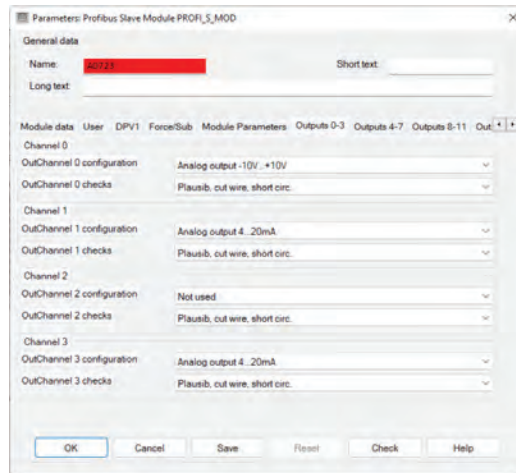 Parameters: Profibus Slave Module PROFI_S_MOD
General data
Name: A0723 Short text:
Long text:
Module data User DPV1 Force/Sub Module Parameters Outputs 0-3 Outputs 4-7 Outputs 8-11 Out
Channel 0
OutChannel 0 configuration Analog output -10V...+10V
OutChannel 0 checks Plausib, cut wire, short circ.
Channel 1
OutChannel 1 configuration Analog output 4...20mA
OutChannel 1 checks Plausib, cut wire, short circ.
Channel 2
OutChannel 2 configuration Not used
OutChannel 2 checks Plausib, cut wire, short circ.
Channel 3
OutChannel 3 configuration Analog output 4...20mA
OutChannel 3 checks Plausib, cut wire, short circ.
OK Cancel Save Reset Check Help